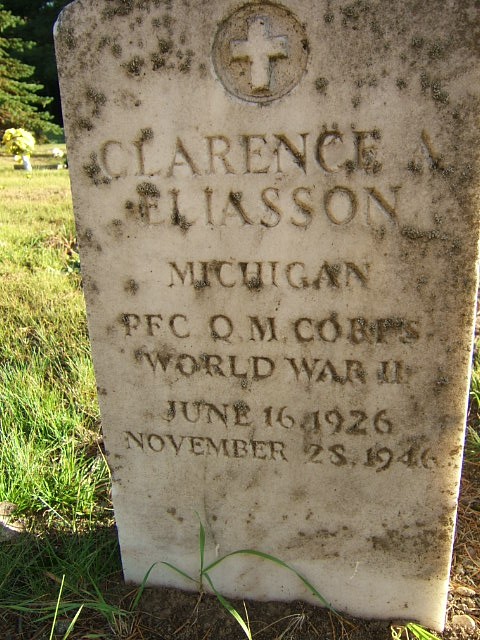 CLARENCE A
ELIASSON
MICHIGAN
PFC Q M CORPS
WORLD WAR II
JUNE 16 1926
NOVEMBER 28 1946